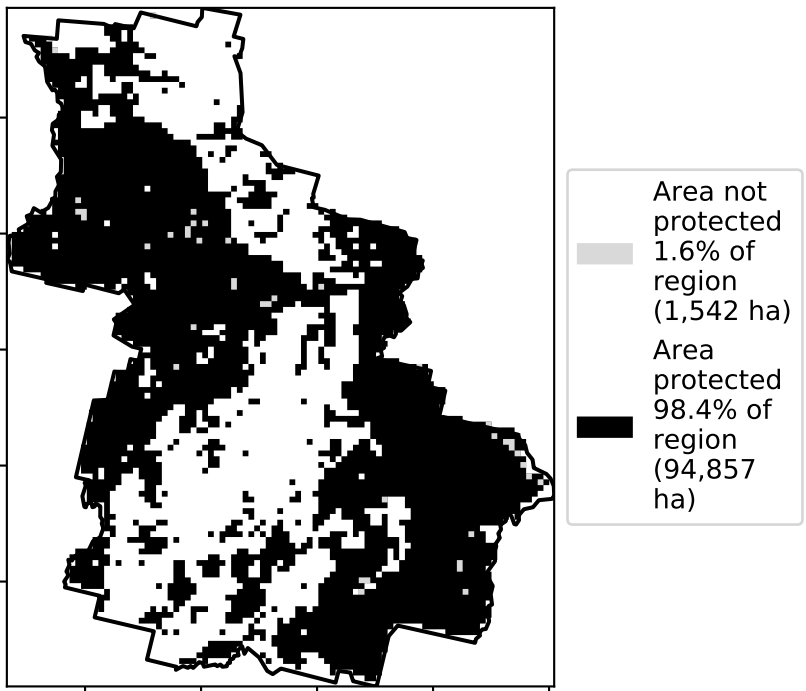 Area not
protected
1.6% of
region
(1,542 ha)
Area
protected
98.4% of
region
(94,857
ha)